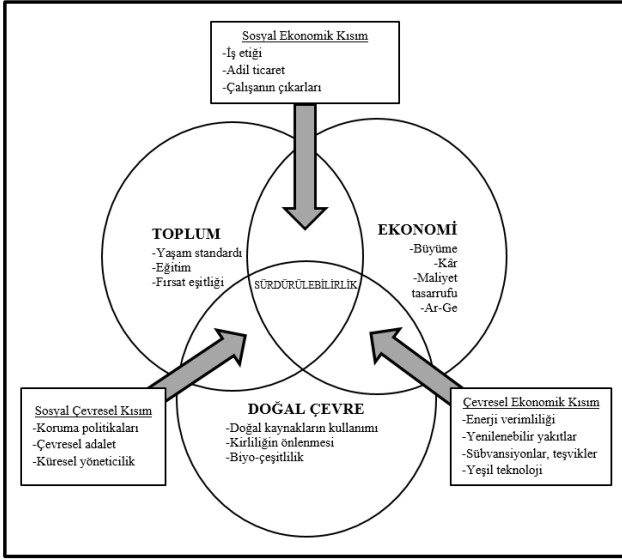 Sosyal Ekonomik Kısım
-İş etiği
-Adil ticaret
-Çalışanın çıkarları
TOPLUM
-Yaşam standardı
-Eğitim
-Fırsat eşitliği
EKONOMİ
-Büyüme
-Kâr
-Maliyet
tasarrufu
-Ar-Ge
SÜRDÜRÜLEBİLİRLİK
Sosyal Çevresel Kısım
-Koruma politikaları
-Çevresel adalet
-Küresel yöneticilik
DOĞAL ÇEVRE
-Doğal kaynakların kullanımı
-Kirliliğin önlenmesi
-Biyo-çeşitlilik
Çevresel Ekonomik Kısım
-Enerji verimliliği
-Yenilenebilir yakıtlar
-Sübvansiyonlar, teşvikler
-Yeşil teknoloji